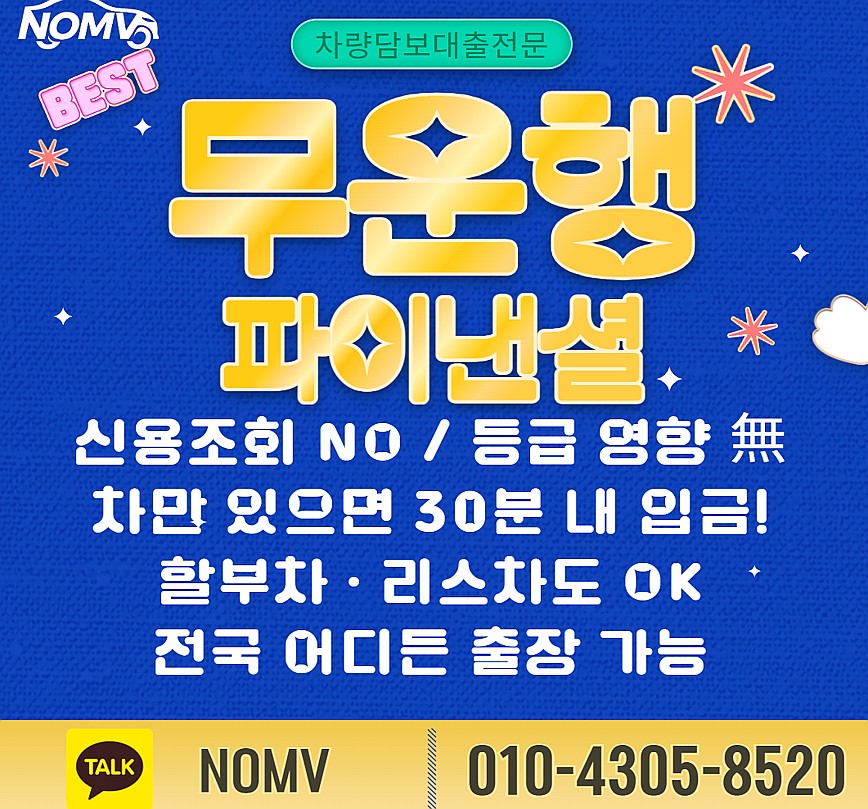 NOMV
차량담보대출전문
BEST
무운행
파이낸셜
신용조회 NO / 등급 영향 無
차만 있으면 30분 내 입금!
할부차·리스차도 OK
전국 어디든 출장 가능
TALK NOMV 010-4305-8520